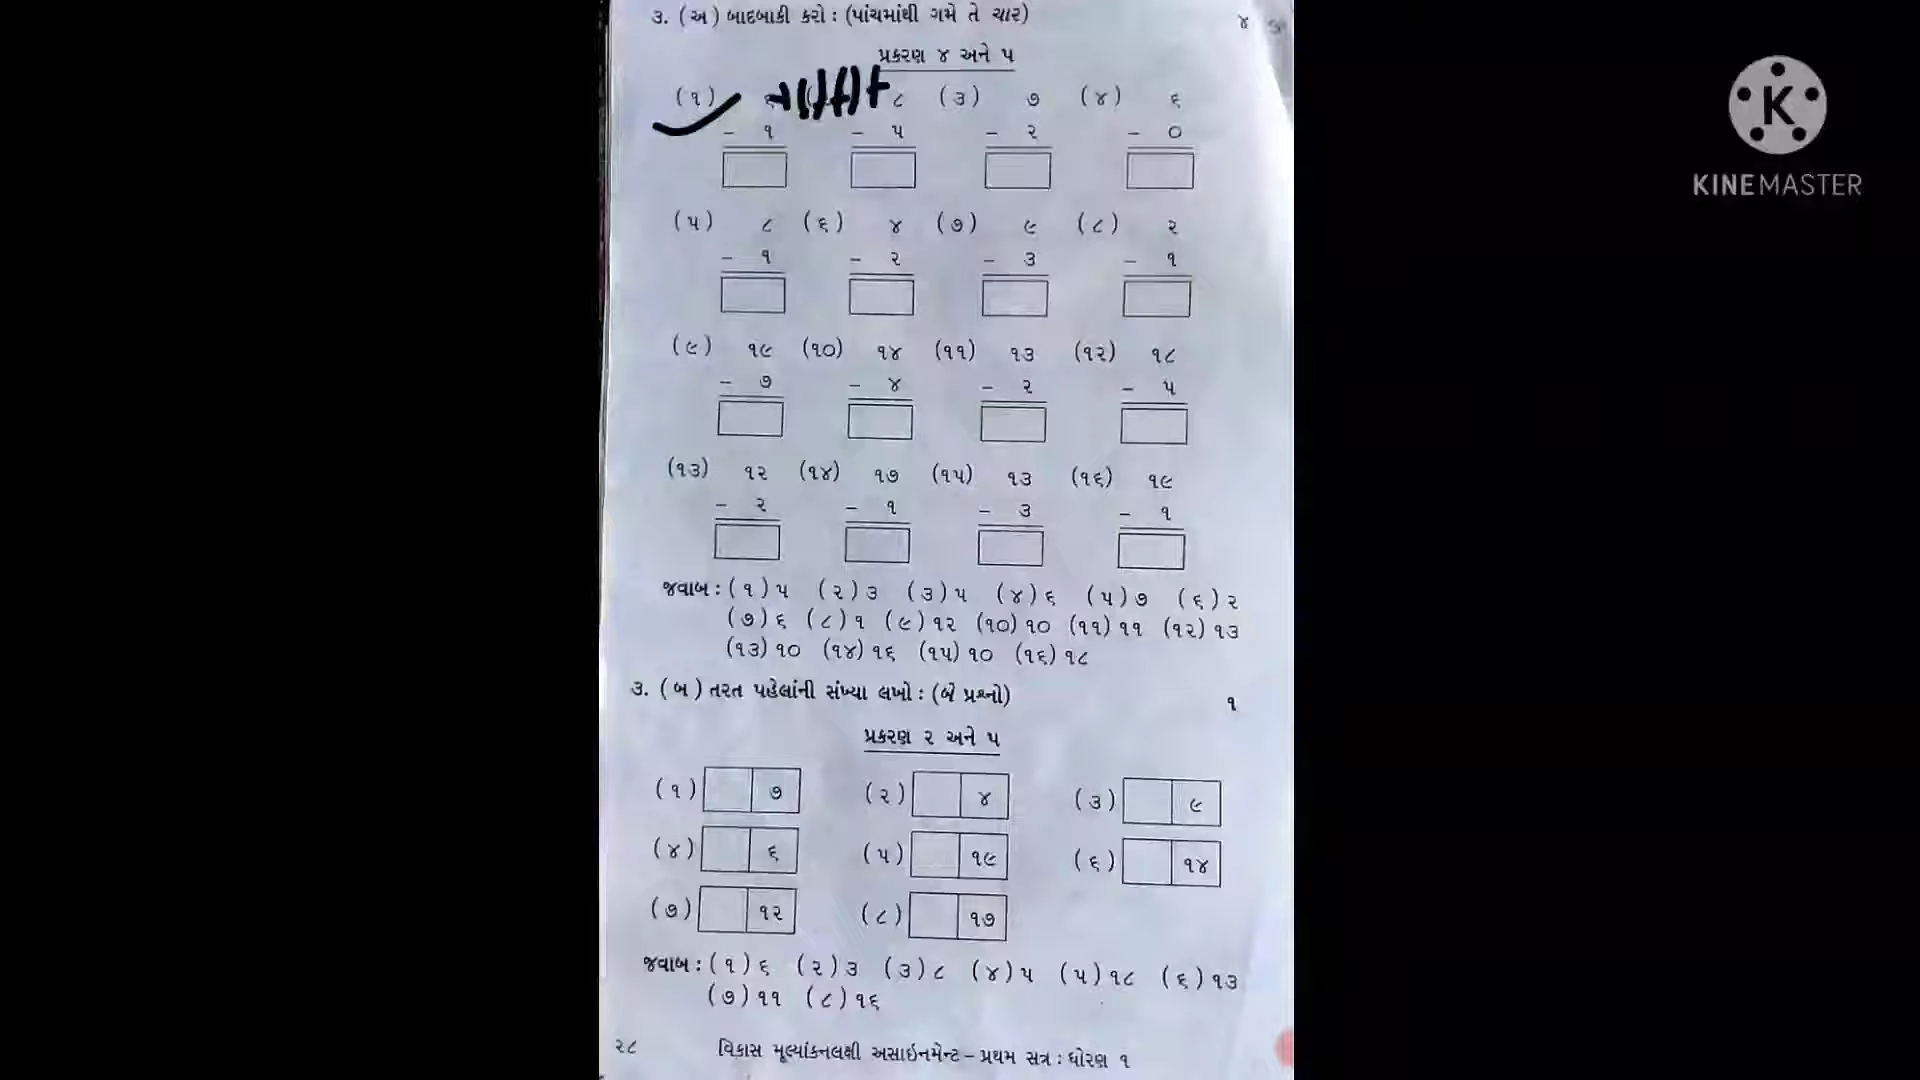 ૩. (અ) બાદબાકી કરો : (પાંચમાંથી ગમે તે ચાર) ૪
પ્રકરણ ૪ અને ૫
(૧) ૮ (૩) ૭ (૪) ૬
- ૧ - ૫ - ૨ - ૦
(૫) ૮ (૬) ૪ (૭) ૯ (૮) ૨
- ૧ - ૨ - ૩ - ૧
(૯) ૧૯ (૧૦) ૧૪ (૧૧) ૧૩ (૧૨) ૧૮
- ૭ - ૪ - ૨ - ૫
(૧૩) ૧૨ (૧૪) ૧૭ (૧૫) ૧૩ (૧૬) ૧૯
- ૨ - ૧ - ૩ - ૧
જવાબ : (૧) ૫ (૨) ૩ (૩) ૫ (૪) ૬ (૫) ૭ (૬) ૨
(૭) ૬ (૮) ૧ (૯) ૧૨ (૧૦) ૧૦ (૧૧) ૧૧ (૧૨) ૧૩
(૧૩) ૧૦ (૧૪) ૧૬ (૧૫) ૧૦ (૧૬) ૧૮
૩. (બ) તરત પહેલાંની સંખ્યા લખો : (બે પ્રશ્નો) ૧
પ્રકરણ ૨ અને ૫
(૧) ૭ (૨) ૪ (૩) ૯
(૪) ૬ (૫) ૧૯ (૬) ૧૪
(૭) ૧૨ (૮) ૧૭
જવાબ : (૧) ૬ (૨) ૩ (૩) ૮ (૪) ૫ (૫) ૧૮ (૬) ૧૩
(૭) ૧૧ (૮) ૧૬
૨૮ વિકાસ મૂલ્યાંકનલક્ષી અસાઇનમેન્ટ – પ્રથમ સત્ર : ધોરણ ૧
K
KINEMASTER